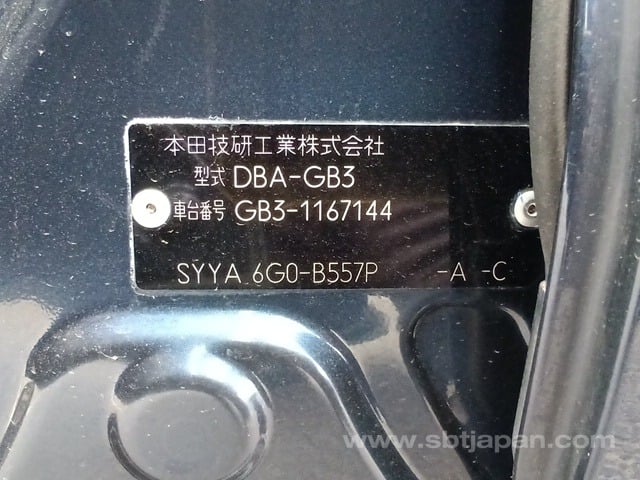 本田技研工業株式会社
型式 DBA-GB3
車台番号 GB3-1167144
SYYA 6G0-B557P -A -C
www.sbtjapan.com